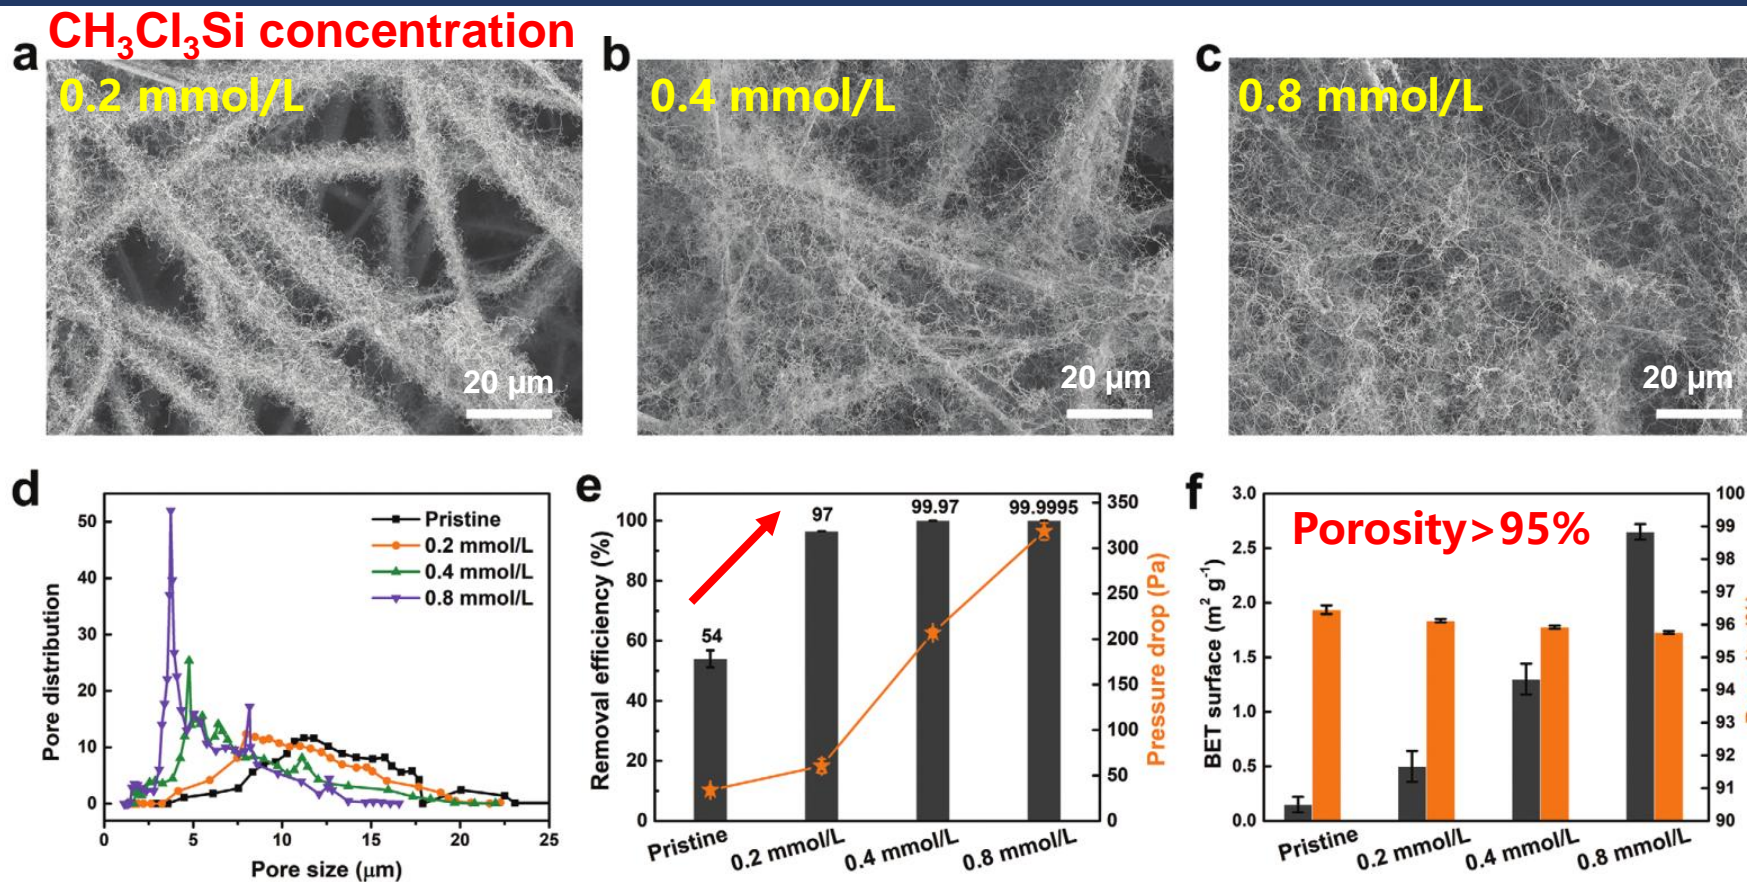 CH₃Cl₃Si concentration
a
0.2 mmol/L
20 μm
b
0.4 mmol/L
20 μm
c
0.8 mmol/L
20 μm
d
Pore distribution
50
40
30
20
10
0
Pristine
0.2 mmol/L
0.4 mmol/L
0.8 mmol/L
0
5
10
15
20
25
Pore size (μm)
e
Removal efficiency (%)
100
80
60
40
20
0
54
97
99.97
99.9995
350
300
250
200
150
100
50
0
Pressure drop (Pa)
Pristine
0.2 mmol/L
0.4 mmol/L
0.8 mmol/L
f
BET surface (m² g⁻¹)
3.0
2.5
2.0
1.5
1.0
0.5
0.0
Porosity>95%
100
99
98
97
96
95
94
93
92
91
90
Pristine
0.2 mmol/L
0.4 mmol/L
0.8 mmol/L